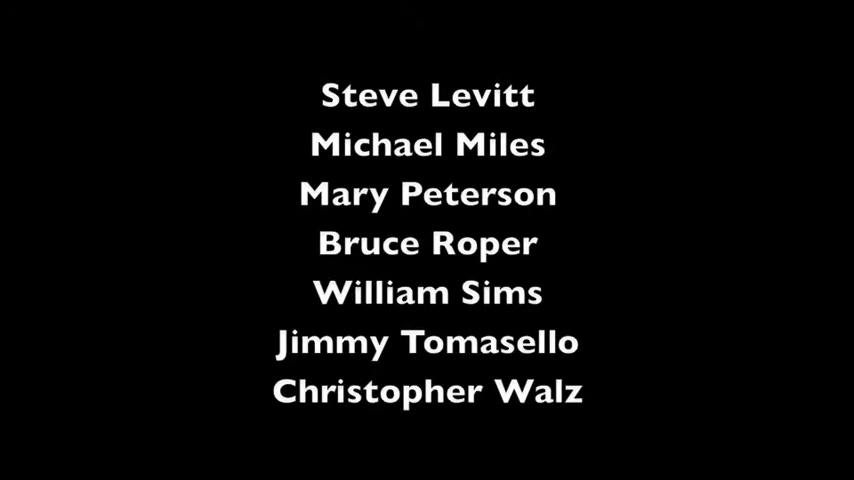 Steve Levitt
Michael Miles
Mary Peterson
Bruce Roper
William Sims
Jimmy Tomasello
Christopher Walz